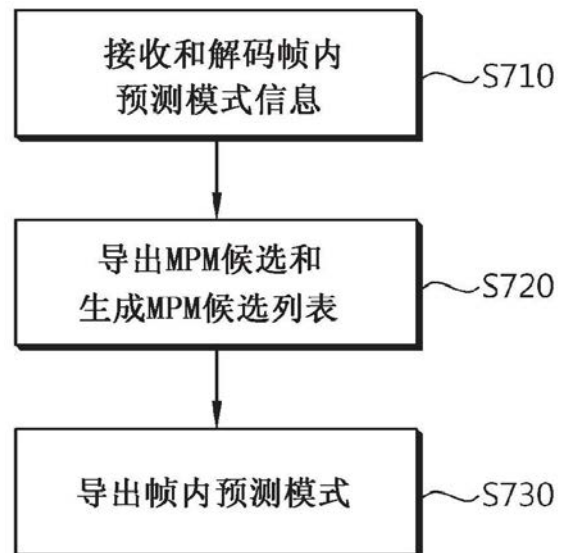 接收和解码帧内
预测模式信息
S710
导出MPM候选和
生成MPM候选列表
S720
导出帧内预测模式
S730